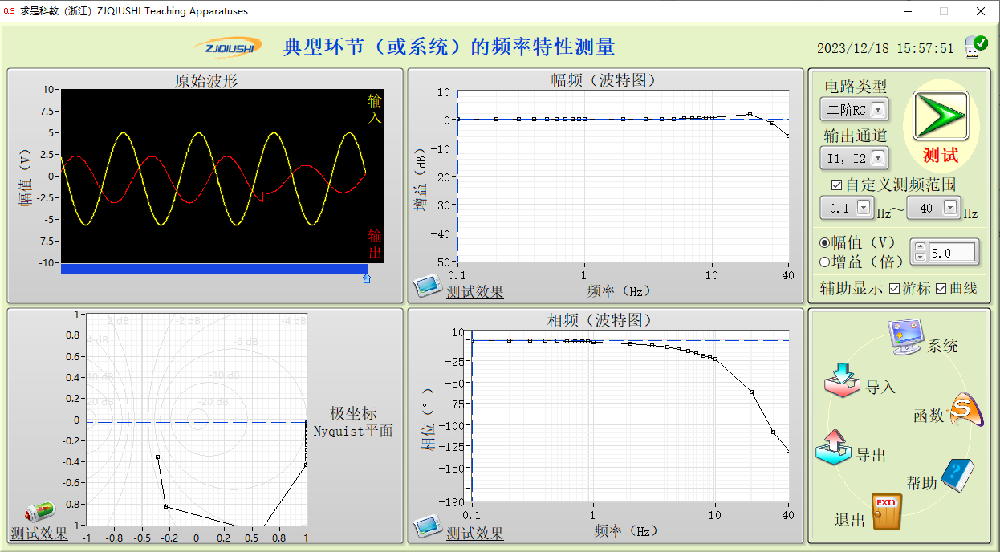 QS 求是科教（浙江）ZJQIUSHI Teaching Apparatuses
ZJQIUSHI
典型环节（或系统）的频率特性测量
2023/12/18 15:57:51
原始波形
10
7.5
5
2.5
0
-2.5
-5
-7.5
-10
幅值（V）
输入
输出
幅频（波特图）
10
0
-10
-20
-30
-40
-50
增益（dB）
0.1
1
10
40
频率（Hz）
测试效果
电路类型
二阶RC
输出通道
I1, I2
测试
自定义测频范围
0.1
Hz～
40
Hz
幅值（V）
增益（倍）
5.0
辅助显示
游标
曲线
1
0.8
0.6
0.4
0.2
0
-0.2
-0.4
-0.6
-0.8
-1
2 dB
-2 dB
-4 dB
4 dB
-6 dB
10 dB
-10 dB
20 dB
20 dB
-1
-0.8
-0.5
-0.2
0
0.2
0.5
0.8
1
极坐标
Nyquist平面
测试效果
相频（波特图）
10
-25
-50
-75
-100
-125
-150
-190
相位（°）
0.1
1
10
40
频率（Hz）
测试效果
系统
导入
函数
导出
帮助
EXIT
退出